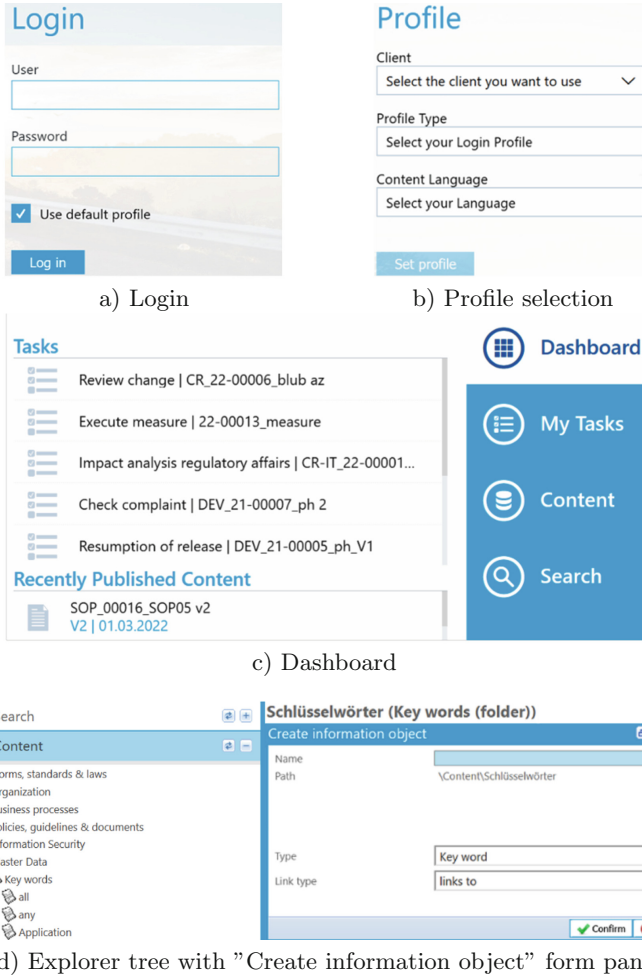 Login
User
Password
Use default profile
Log in
a) Login
Profile
Client
Select the client you want to use
Profile Type
Select your Login Profile
Content Language
Select your Language
Set profile
b) Profile selection
Tasks
Review change | CR_22-00006_blub az
Execute measure | 22-00013_measure
Impact analysis regulatory affairs | CR-IT_22-00001...
Check complaint | DEV_21-00007_ph 2
Resumption of release | DEV_21-00005_ph_V1
Recently Published Content
SOP_00016_SOP05 v2
V2 | 01.03.2022
Dashboard
My Tasks
Content
Search
c) Dashboard
earch
ontent
orms, standards & laws
rganization
usiness processes
olicies, guidelines & documents
formation Security
aster Data
Key words
all
any
Application
Schlüsselwörter (Key words (folder))
Create information object
Name
Path \Content\Schlüsselwörter
Type Key word
Link type links to
Confirm
d) Explorer tree with "Create information object" form pan